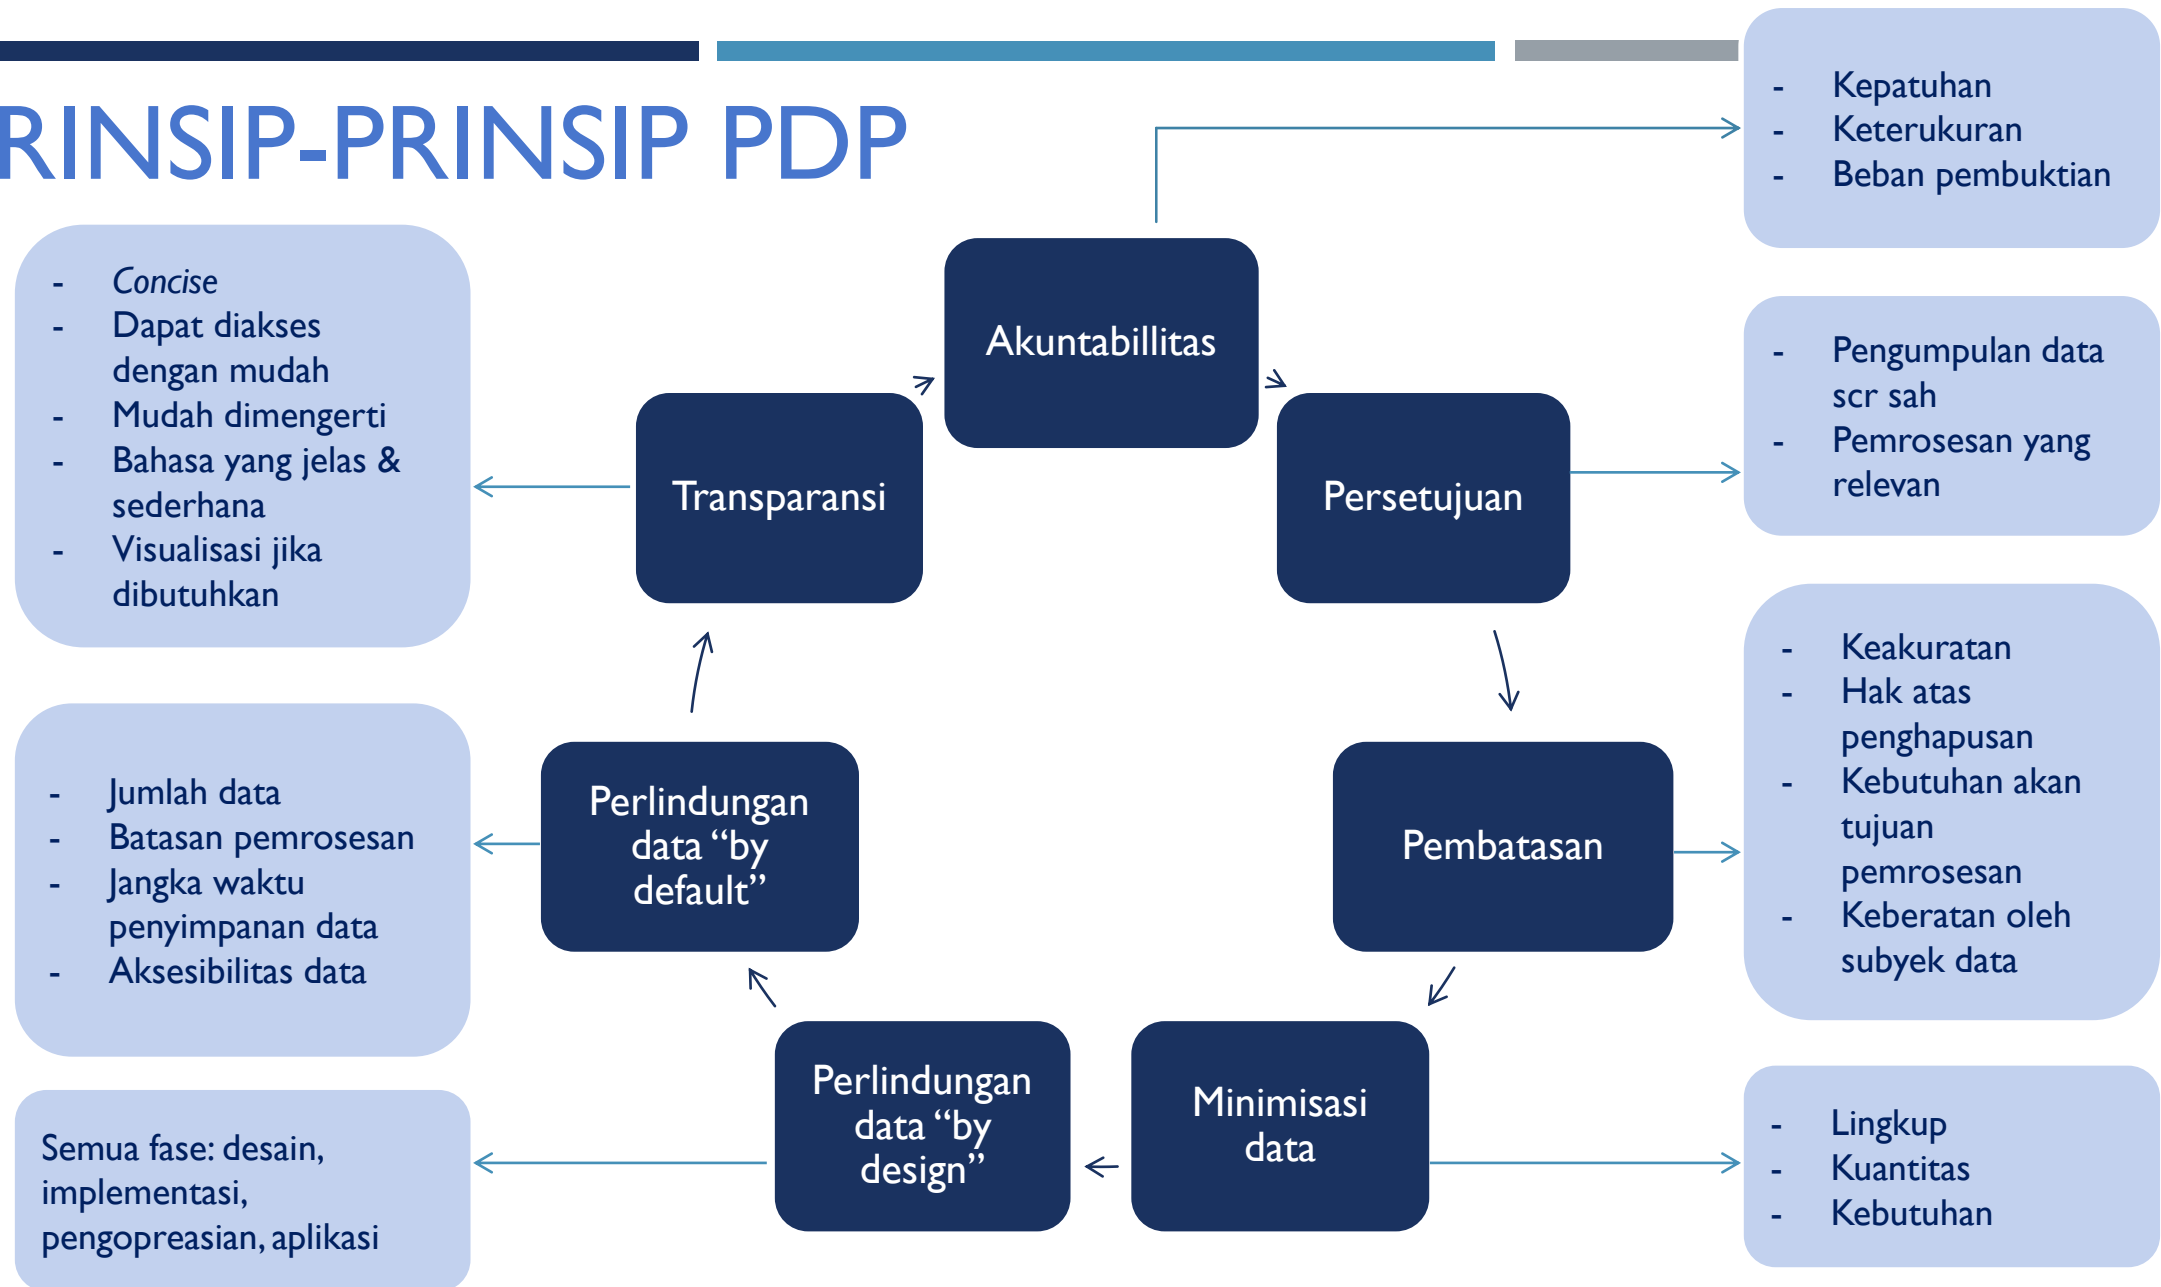 RINSIP-PRINSIP PDP
- Kepatuhan
- Keterukuran
- Beban pembuktian
Akuntabillitas
- Concise
- Dapat diakses
dengan mudah
- Mudah dimengerti
- Bahasa yang jelas &
sederhana
- Visualisasi jika
dibutuhkan
Transparansi
Persetujuan
- Pengumpulan data
scr sah
- Pemrosesan yang
relevan
- Jumlah data
- Batasan pemrosesan
- Jangka waktu
penyimpanan data
- Aksesibilitas data
Perlindungan
data “by
default”
Pembatasan
- Keakuratan
- Hak atas
penghapusan
- Kebutuhan akan
tujuan
pemrosesan
- Keberatan oleh
subyek data
Semua fase: desain,
implementasi,
pengopreasian, aplikasi
Perlindungan
data “by
design”
Minimisasi
data
- Lingkup
- Kuantitas
- Kebutuhan